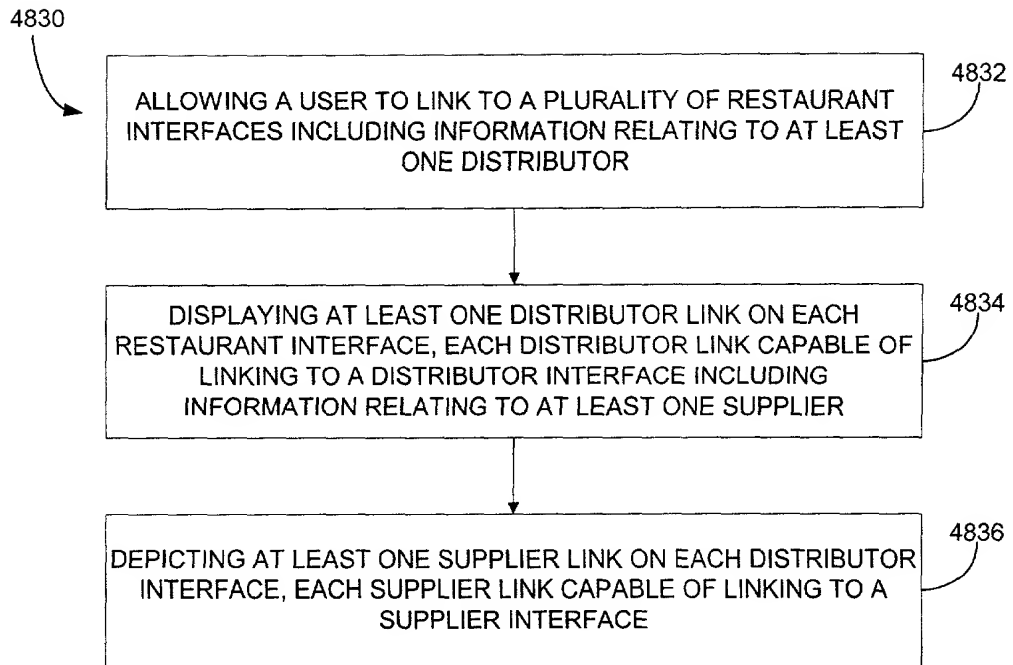 4830
4832
ALLOWING A USER TO LINK TO A PLURALITY OF RESTAURANT
INTERFACES INCLUDING INFORMATION RELATING TO AT LEAST
ONE DISTRIBUTOR
4834
DISPLAYING AT LEAST ONE DISTRIBUTOR LINK ON EACH
RESTAURANT INTERFACE, EACH DISTRIBUTOR LINK CAPABLE OF
LINKING TO A DISTRIBUTOR INTERFACE INCLUDING
INFORMATION RELATING TO AT LEAST ONE SUPPLIER
4836
DEPICTING AT LEAST ONE SUPPLIER LINK ON EACH DISTRIBUTOR
INTERFACE, EACH SUPPLIER LINK CAPABLE OF LINKING TO A
SUPPLIER INTERFACE